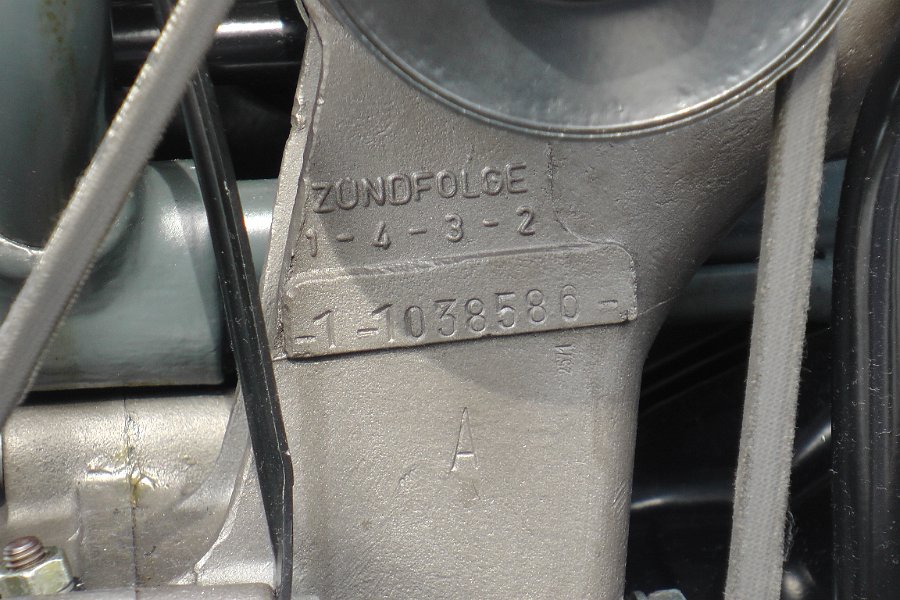 ZÜNDFOLGE
1 - 4 - 3 - 2
-1 -1038586 -
A